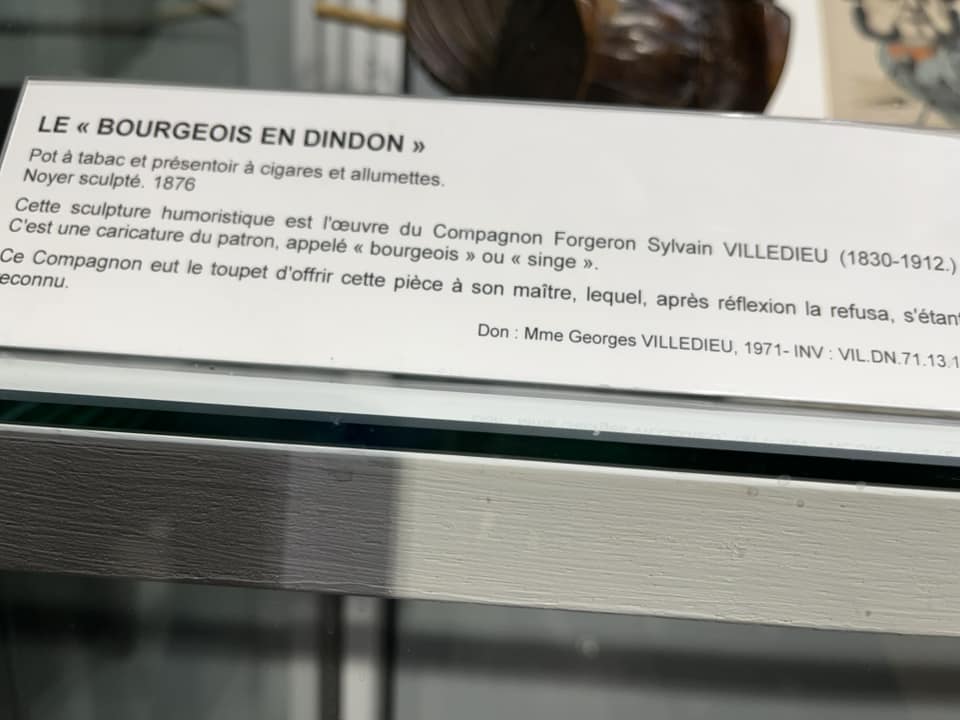 LE « BOURGEOIS EN DINDON »
Pot à tabac et présentoir à cigares et allumettes.
Noyer sculpté. 1876
Cette sculpture humoristique est l'œuvre du Compagnon Forgeron Sylvain VILLEDIEU (1830-1912.)
C'est une caricature du patron, appelé « bourgeois » ou « singe ».
Ce Compagnon eut le toupet d'offrir cette pièce à son maître, lequel, après réflexion la refusa, s'étant
econnu.
Don : Mme Georges VILLEDIEU, 1971- INV : VIL.DN.71.13.1